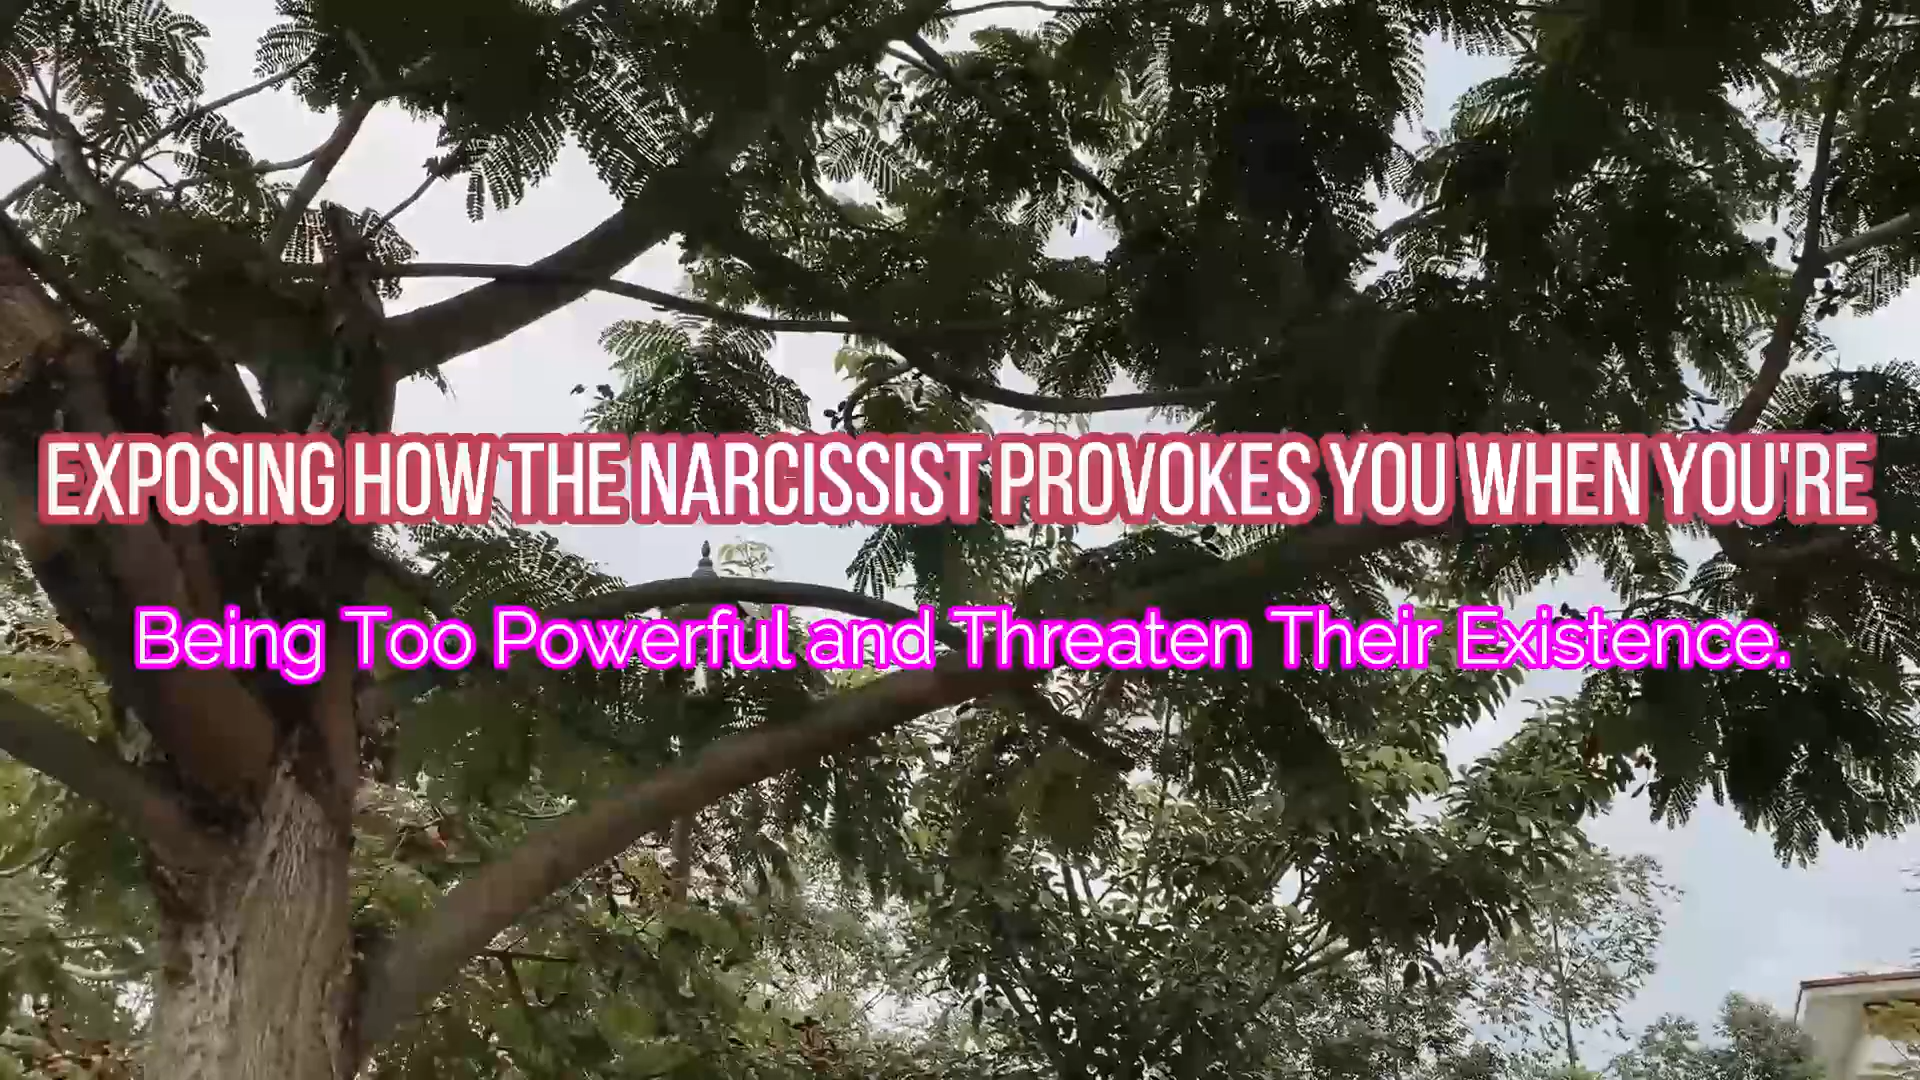 EXPOSING HOW THE NARCISSIST PROVOKES YOU WHEN YOU'RE
Being Too Powerful and Threaten Their Existence.